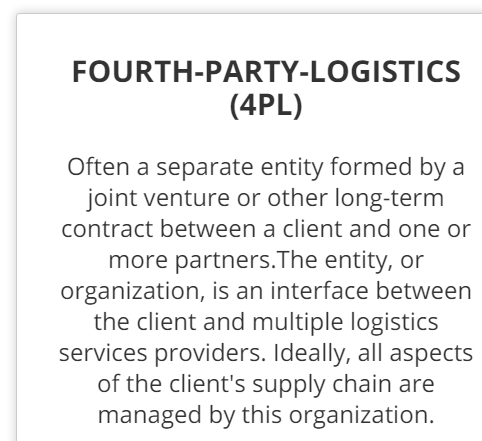 FOURTH-PARTY-LOGISTICS
(4PL)
Often a separate entity formed by a
joint venture or other long-term
contract between a client and one or
more partners.The entity, or
organization, is an interface between
the client and multiple logistics
services providers. Ideally, all aspects
of the client's supply chain are
managed by this organization.